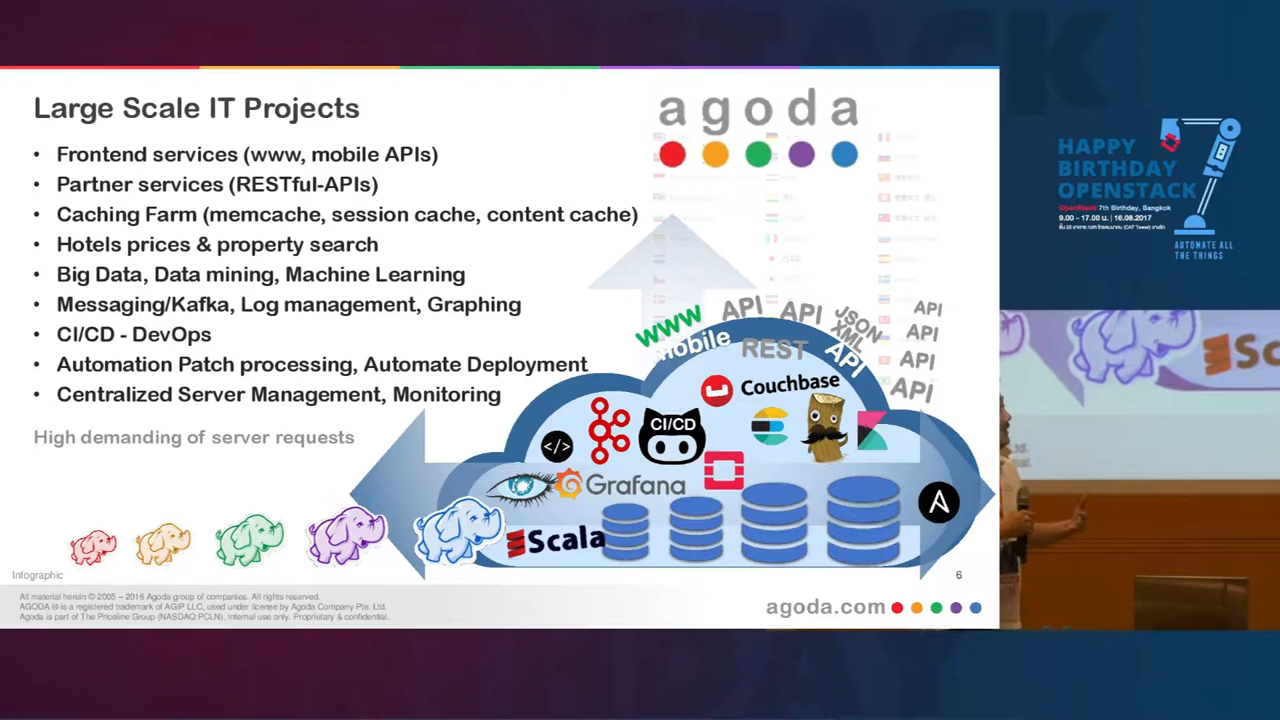 Large Scale IT Projects
• Frontend services (www, mobile APIs)
• Partner services (RESTful-APIs)
• Caching Farm (memcache, session cache, content cache)
• Hotels prices & property search
• Big Data, Data mining, Machine Learning
• Messaging/Kafka, Log management, Graphing
• CI/CD - DevOps
• Automation Patch processing, Automate Deployment
• Centralized Server Management, Monitoring
High demanding of server requests
agoda
www
API
API
JSON
XML
API
API
API
API
mobile
REST
API
Couchbase
CI/CD
</>
Grafana
Scala
A
Infographic
6
All material herein © 2005 – 2016 Agoda group of companies. All rights reserved.
AGODA ® is a registered trademark of AGIP LLC, used under license by Agoda Company Pte. Ltd.
Agoda is part of The Priceline Group (NASDAQ:PCLN). Internal use only. Proprietary & confidential.
agoda.com
HAPPY
BIRTHDAY
OPENSTACK
OpenStack 7th Birthday, Bangkok
9.00 - 17.00 น. | 16.08.2017
AUTOMATE ALL
THE THINGS
Sc